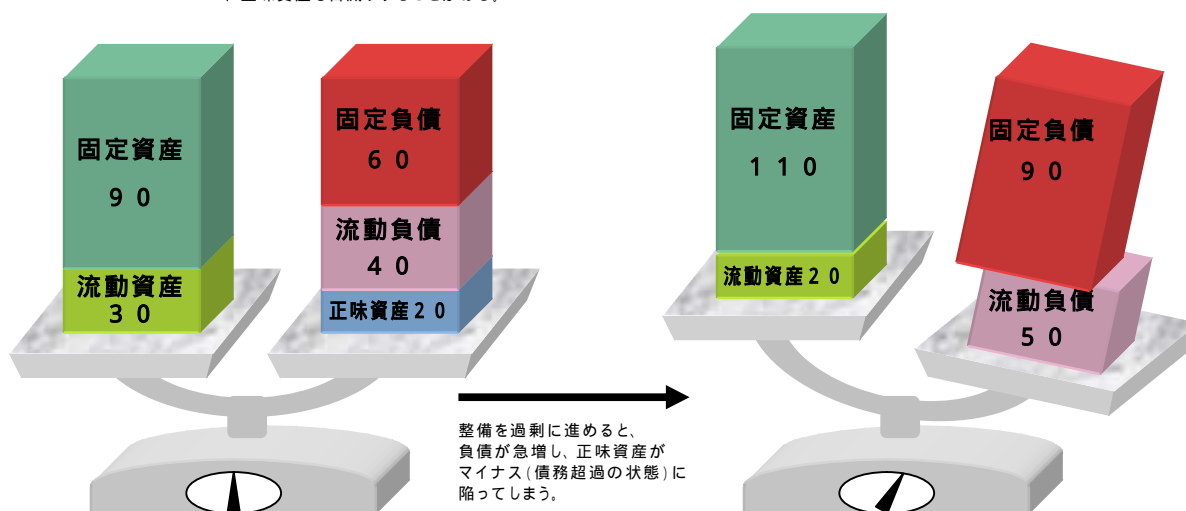 固定資産
９０
流動資産
３０
固定負債
６０
流動負債
４０
正味資産２０
整備を過剰に進めると、
負債が急増し、正味資産が
マイナス(債務超過の状態)に
陥ってしまう。
固定資産
１１０
流動資産２０
固定負債
９０
流動負債
５０